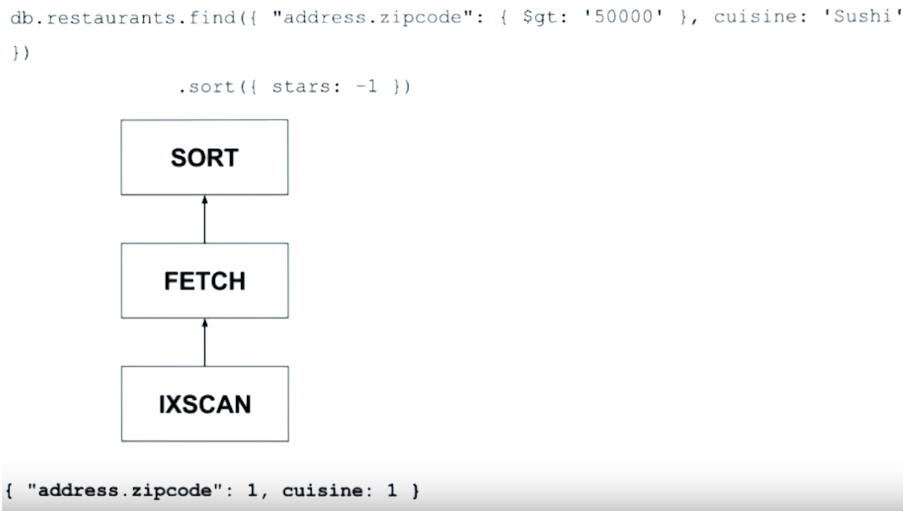 db.restaurants.find({ "address.zipcode": { $gt: '50000' }, cuisine: 'Sushi'
})
.sort({ stars: -1 })
SORT
FETCH
IXSCAN
{ "address.zipcode": 1, cuisine: 1 }